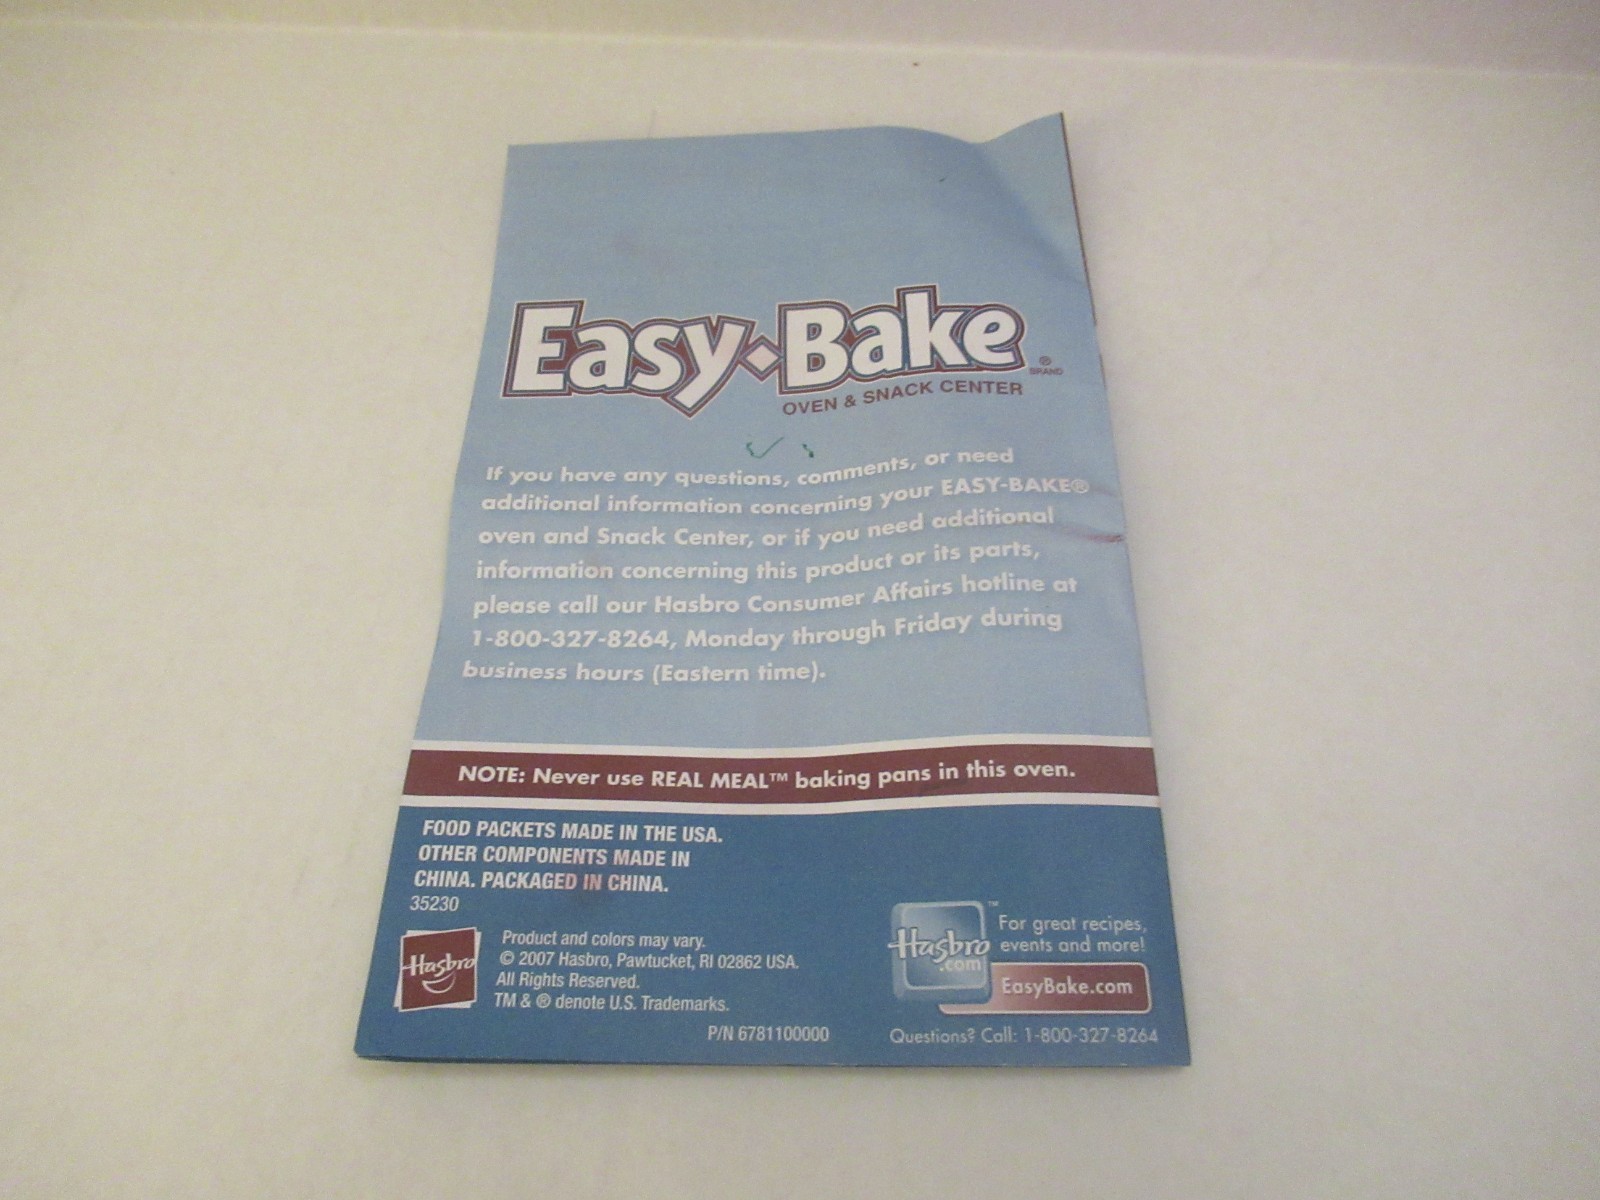 Easy·Bake
® BRAND
OVEN & SNACK CENTER
If you have any questions, comments, or need
additional information concerning your EASY-BAKE®
oven and Snack Center, or if you need additional
information concerning this product or its parts,
please call our Hasbro Consumer Affairs hotline at
1-800-327-8264, Monday through Friday during
business hours (Eastern time).
NOTE: Never use REAL MEAL™ baking pans in this oven.
FOOD PACKETS MADE IN THE USA.
OTHER COMPONENTS MADE IN
CHINA. PACKAGED IN CHINA.
35230
Hasbro
Product and colors may vary.
© 2007 Hasbro, Pawtucket, RI 02862 USA.
All Rights Reserved.
TM & ® denote U.S. Trademarks.
P/N 6781100000
Hasbro
.com
™
For great recipes,
events and more!
EasyBake.com
Questions? Call: 1-800-327-8264